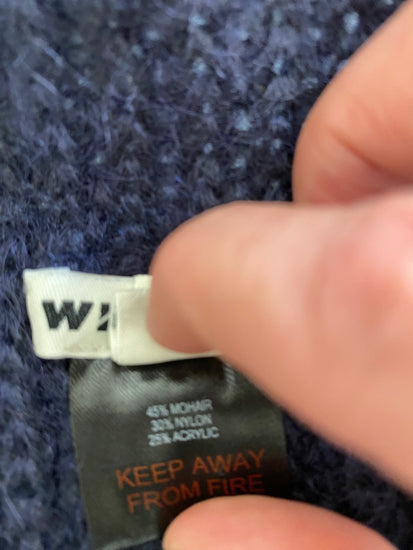 45% MOHAIR
30% NYLON
25% ACRYLIC
KEEP AWAY
FROM FIRE